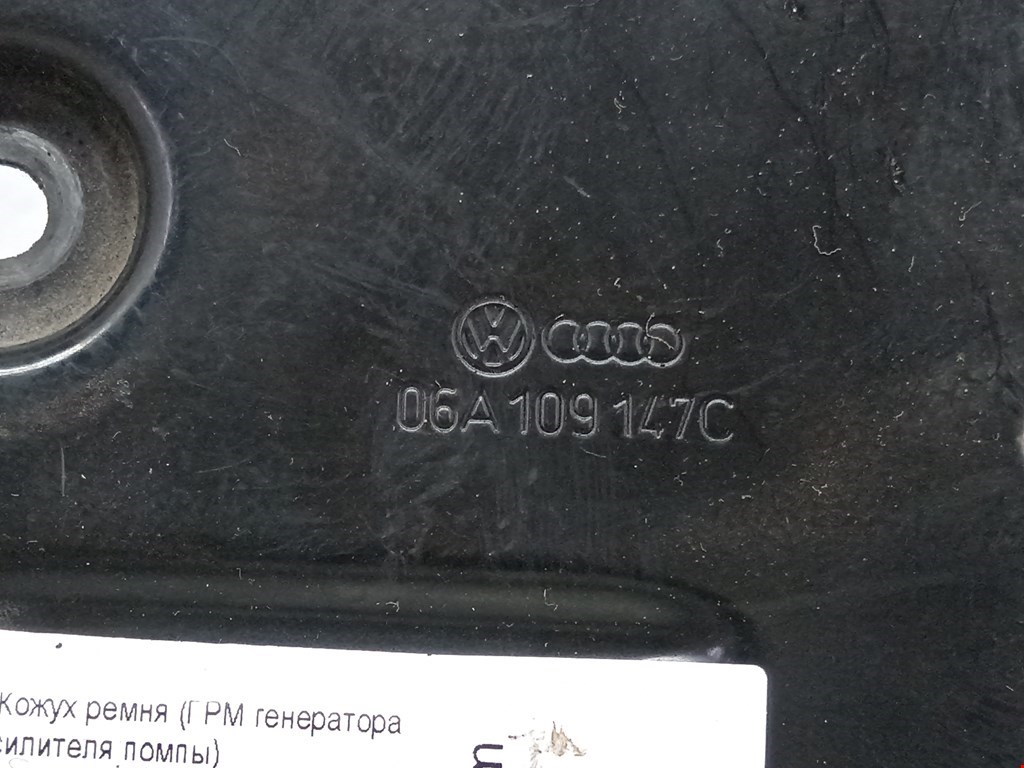 06A 109 147C
Кожух ремня (ГРМ генератора
силителя помпы)